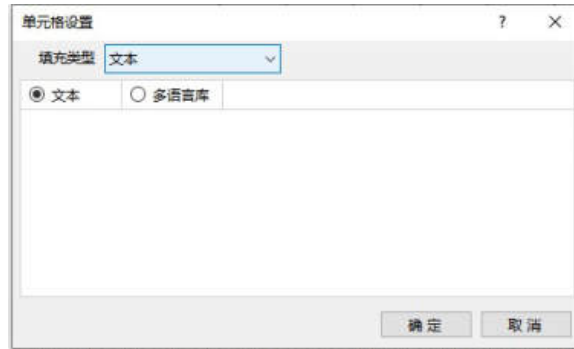 单元格设置
填充类型 文本
文本 多语言库
确定 取消